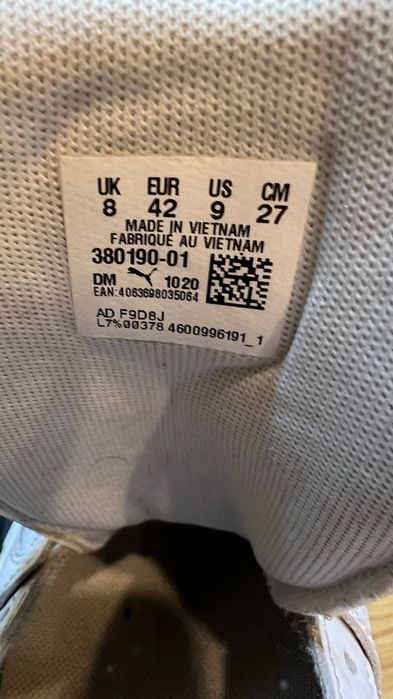 UK EUR US CM
8 42 9 27
MADE IN VIETNAM
FABRIQUÉ AU VIETNAM
380190-01
DM 1020
EAN:4063698035064
AD F9D8J
L7%00378 4600996191_1